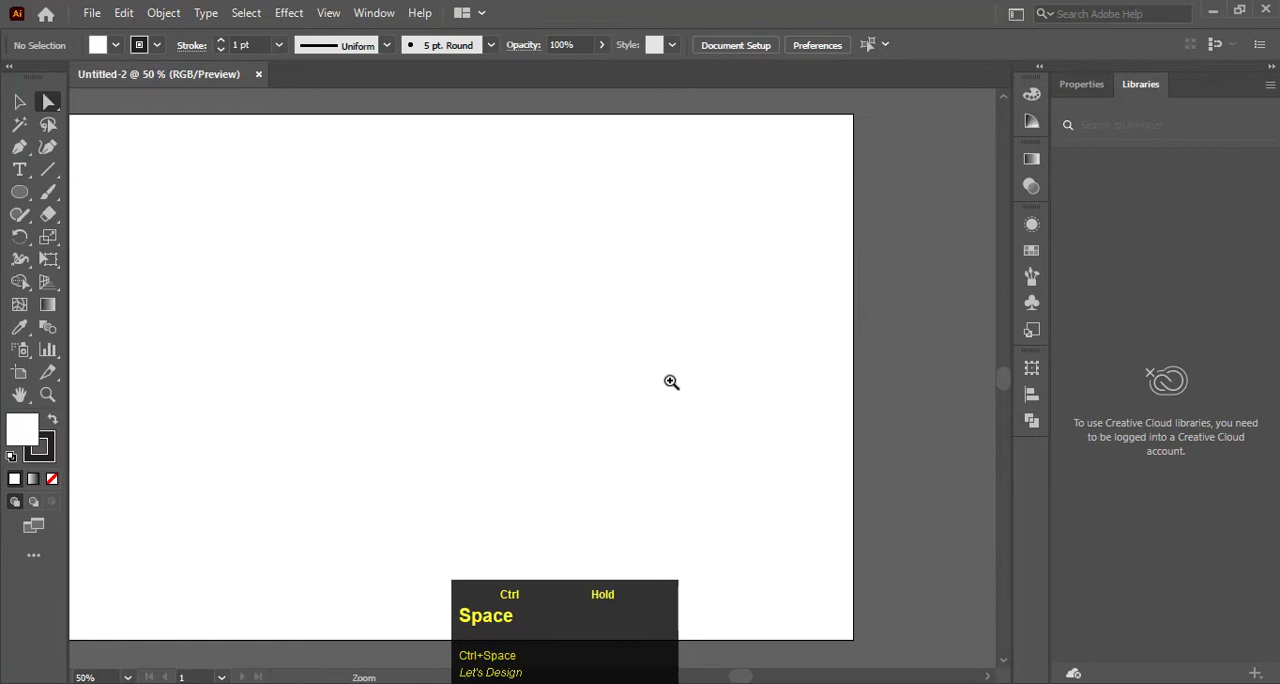 Ai File Edit Object Type Select Effect View Window Help Search Adobe Help
No Selection Stroke: 1 pt Uniform 5 pt. Round Opacity: 100% Style: Document Setup Preferences
Untitled-2 @ 50 % (RGB/Preview)
Properties Libraries
To use Creative Cloud libraries, you need
to be logged into a Creative Cloud
account.
Ctrl Hold
Space
Ctrl+Space
Let's Design
50% 1 Zoom